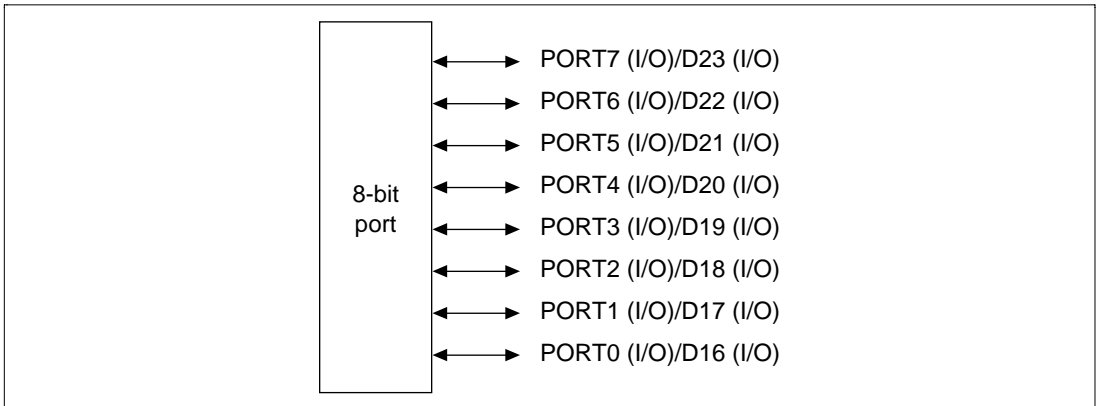 8-bit
port
PORT7 (I/O)/D23 (I/O)
PORT6 (I/O)/D22 (I/O)
PORT5 (I/O)/D21 (I/O)
PORT4 (I/O)/D20 (I/O)
PORT3 (I/O)/D19 (I/O)
PORT2 (I/O)/D18 (I/O)
PORT1 (I/O)/D17 (I/O)
PORT0 (I/O)/D16 (I/O)